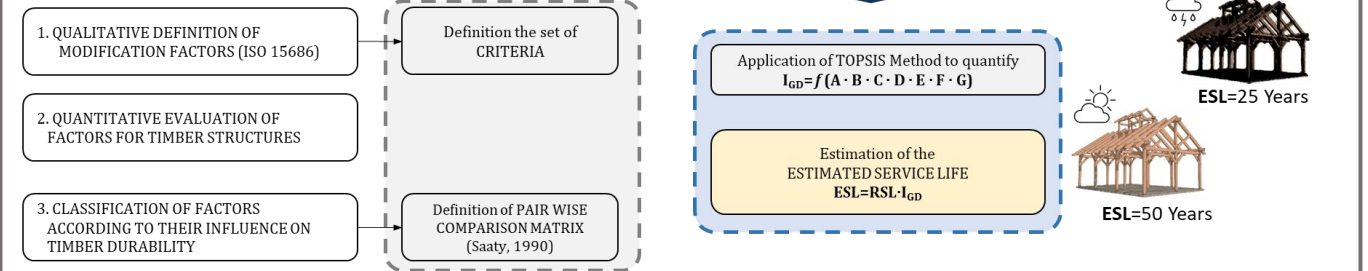 1. QUALITATIVE DEFINITION OF
MODIFICATION FACTORS (ISO 15686)
2. QUANTITATIVE EVALUATION OF
FACTORS FOR TIMBER STRUCTURES
3. CLASSIFICATION OF FACTORS
ACCORDING TO THEIR INFLUENCE ON
TIMBER DURABILITY
Definition the set of
CRITERIA
Definition of PAIR WISE
COMPARISON MATRIX
(Saaty, 1990)
Application of TOPSIS Method to quantify
I_GD=f(A · B · C · D · E · F · G)
Estimation of the
ESTIMATED SERVICE LIFE
ESL=RSL·I_GD
ESL=25 Years
ESL=50 Years